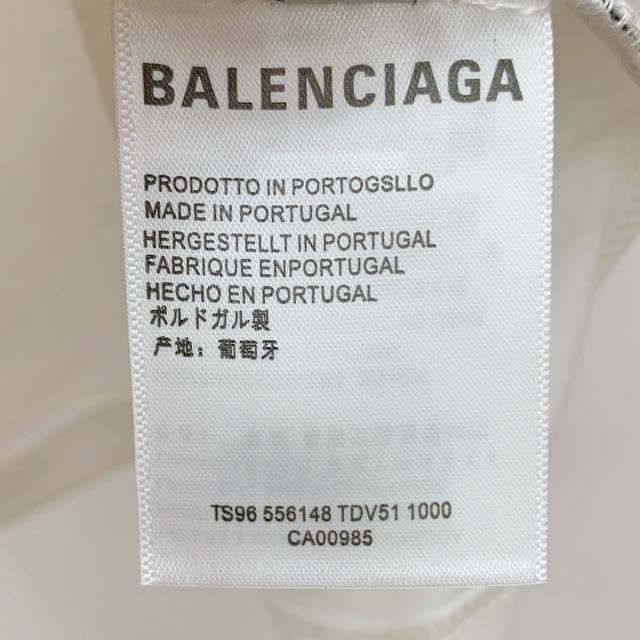 BALENCIAGA
PRODOTTO IN PORTOGSLLO
MADE IN PORTUGAL
HERGESTELLT IN PORTUGAL
FABRIQUE ENPORTUGAL
HECHO EN PORTUGAL
ポルドガル製
产地：葡萄牙
TS96 556148 TDV51 1000
CA00985